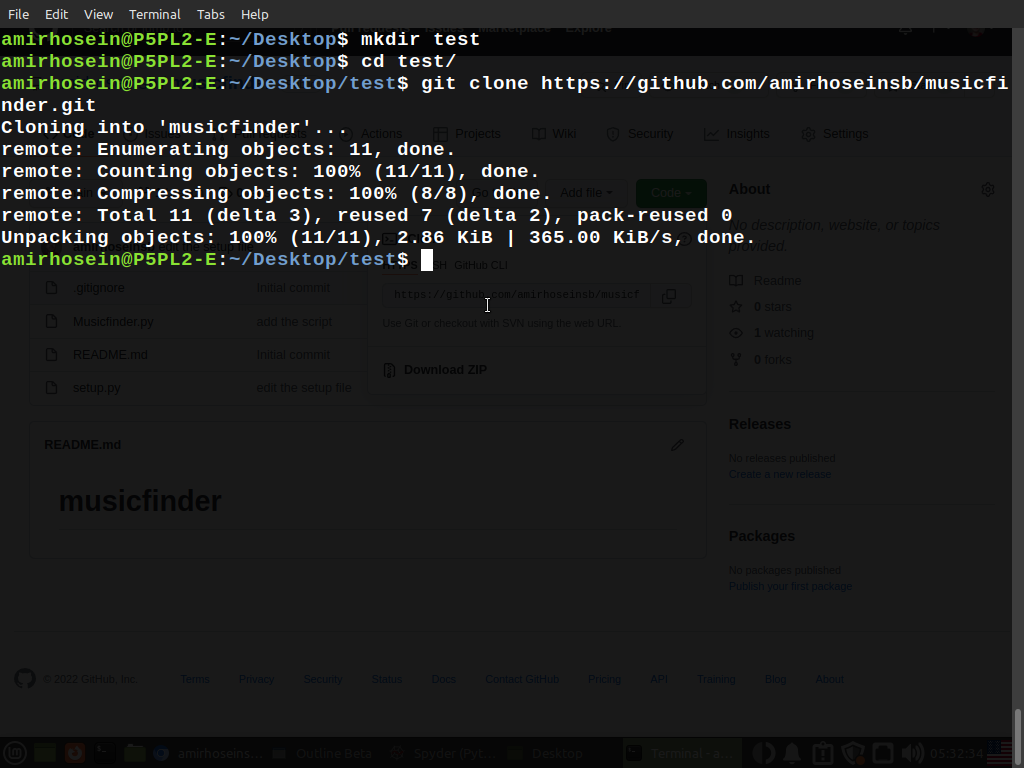 File Edit View Terminal Tabs Help
amirhosein@P5PL2-E:~/Desktop$ mkdir test
amirhosein@P5PL2-E:~/Desktop$ cd test/
amirhosein@P5PL2-E:~/Desktop/test$ git clone https://github.com/amirhoseinsb/musicfi
nder.git
Cloning into 'musicfinder'...
remote: Enumerating objects: 11, done.
remote: Counting objects: 100% (11/11), done.
remote: Compressing objects: 100% (8/8), done.
remote: Total 11 (delta 3), reused 7 (delta 2), pack-reused 0
Unpacking objects: 100% (11/11), 2.86 KiB | 365.00 KiB/s, done.
amirhosein@P5PL2-E:~/Desktop/test$
Marketplace Explore
Issues Actions Projects Wiki Security Insights Settings
Add file Code
About
No description, website, or topics
provided.
edit the setup file
SSH GitHub CLI
.gitignore Initial commit
https://github.com/amirhoseinsb/musicf
Musicfinder.py add the script
Use Git or checkout with SVN using the web URL.
README.md Initial commit
Download ZIP
setup.py edit the setup file
Readme
0 stars
1 watching
0 forks
README.md
musicfinder
Releases
No releases published
Create a new release
Packages
No packages published
Publish your first package
© 2022 GitHub, Inc. Terms Privacy Security Status Docs Contact GitHub Pricing API Training Blog About
amirhoseins... Outline Beta Spyder (Pyt... Desktop Terminal - a... 05:32:34